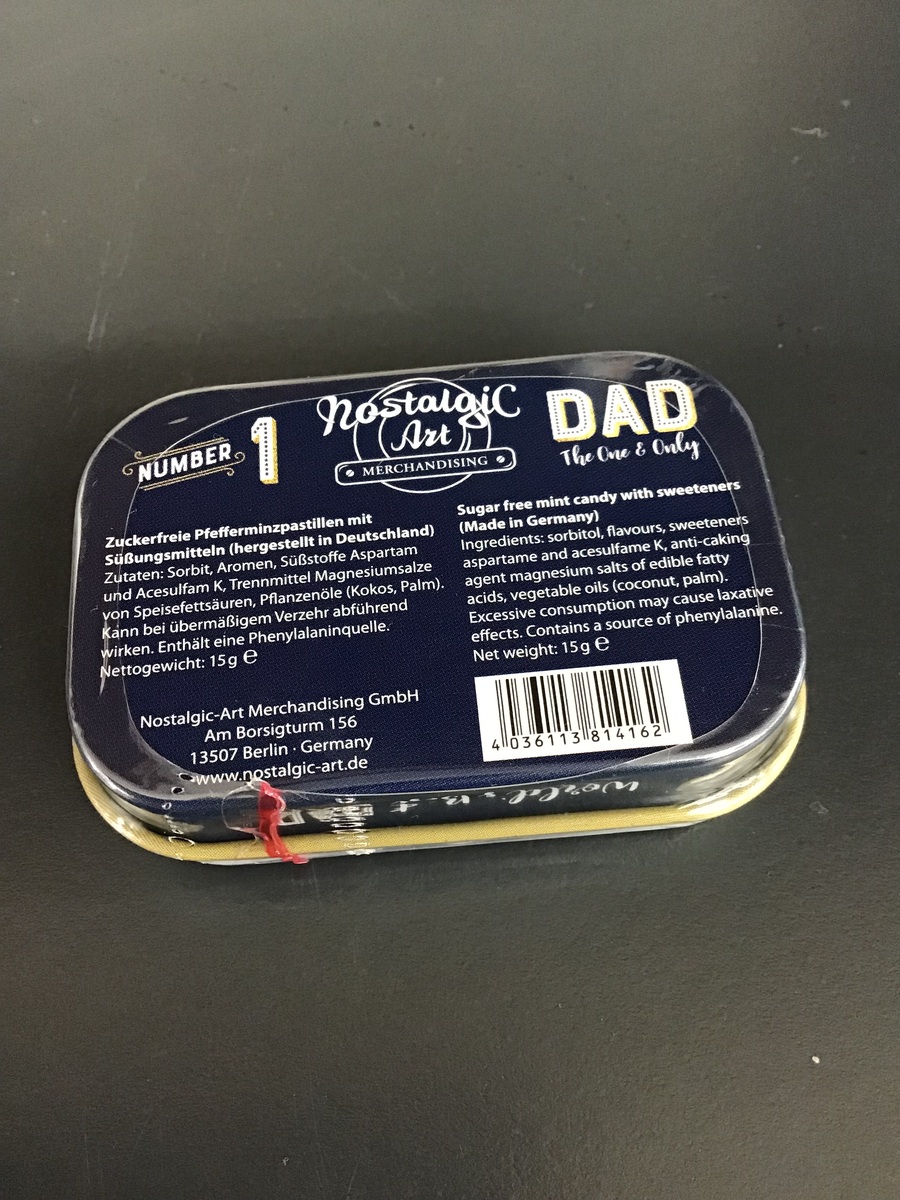 NUMBER 1
Nostalgic
Art
MERCHANDISING
DAD
The One & Only
Zuckerfreie Pfefferminzpastillen mit
Süßungsmitteln (hergestellt in Deutschland)
Zutaten: Sorbit, Aromen, Süßstoffe Aspartam
und Acesulfam K, Trennmittel Magnesiumsalze
von Speisefettsäuren, Pflanzenöle (Kokos, Palm).
Kann bei übermäßigem Verzehr abführend
wirken. Enthält eine Phenylalaninquelle.
Nettogewicht: 15 g ℮
Nostalgic-Art Merchandising GmbH
Am Borsigturm 156
13507 Berlin · Germany
www.nostalgic-art.de
Sugar free mint candy with sweeteners
(Made in Germany)
Ingredients: sorbitol, flavours, sweeteners
aspartame and acesulfame K, anti-caking
agent magnesium salts of edible fatty
acids, vegetable oils (coconut, palm).
Excessive consumption may cause laxative
effects. Contains a source of phenylalanine.
Net weight: 15 g ℮
4 036113 814162
World's Best